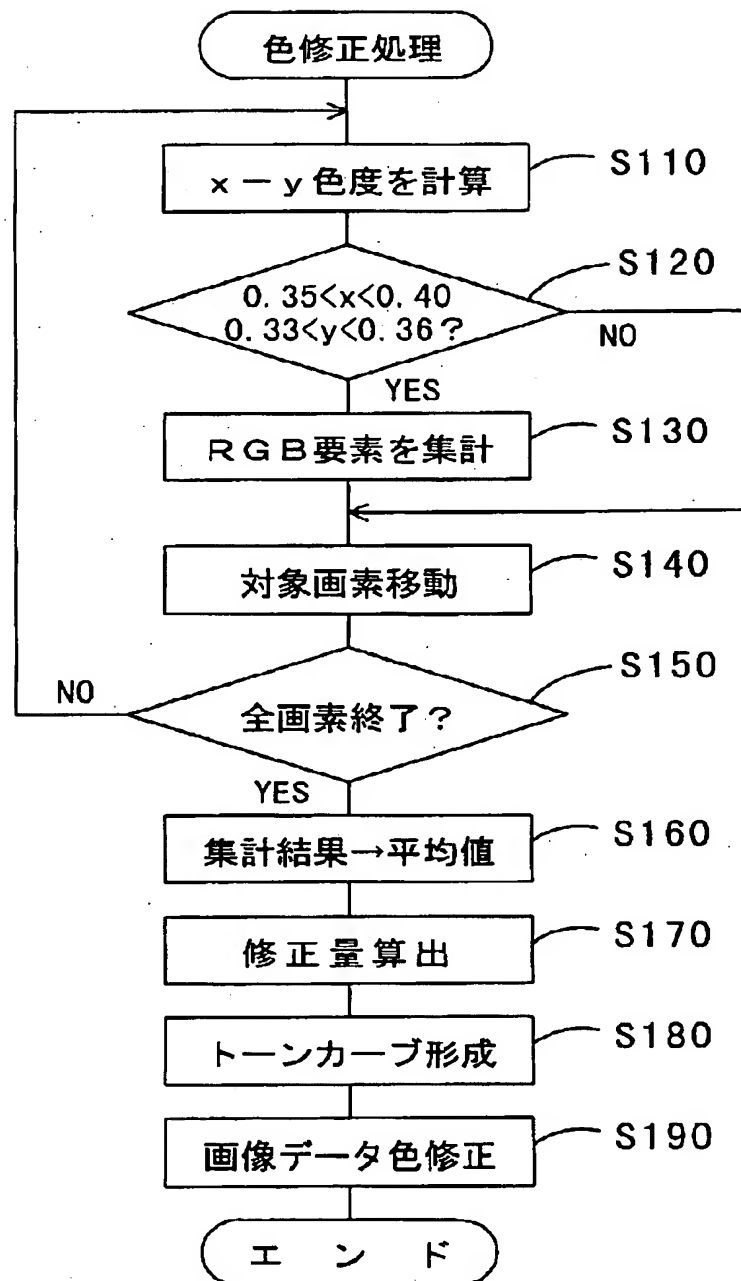 色修正処理
x－y色度を計算
S110
0.35<x<0.40
0.33<y<0.36?
S120
NO
YES
RGB要素を集計
S130
対象画素移動
S140
全画素終了?
S150
NO
YES
集計結果→平均値
S160
修正量算出
S170
トーンカーブ形成
S180
画像データ色修正
S190
エンド